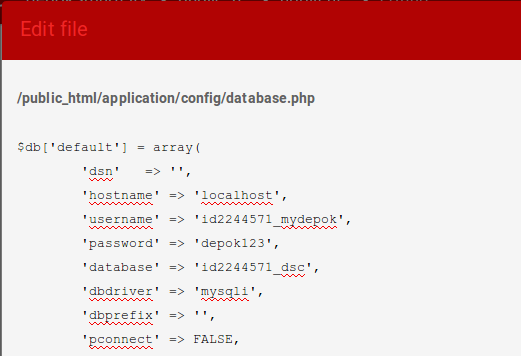 Edit file
/public_html/application/config/database.php
$db['default'] = array(
'dsn' => '',
'hostname' => 'localhost',
'username' => 'id2244571_mydepok',
'password' => 'depok123',
'database' => 'id2244571_dsc',
'dbdriver' => 'mysqli',
'dbprefix' => '',
'pconnect' => FALSE,